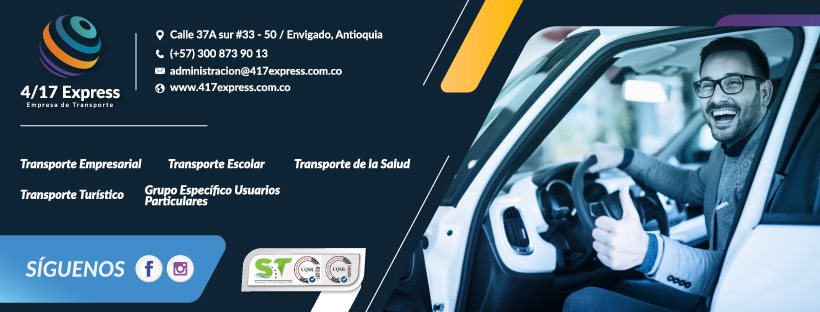 4/17 Express
Empresa de Transporte
Calle 37A sur #33 - 50 / Envigado, Antioquia
(+57) 300 873 90 13
administracion@417express.com.co
www.417express.com.co
Transporte Empresarial
Transporte Escolar
Transporte de la Salud
Transporte Turístico
Grupo Específico Usuarios
Particulares
SÍGUENOS
f
UQSR
UQSR